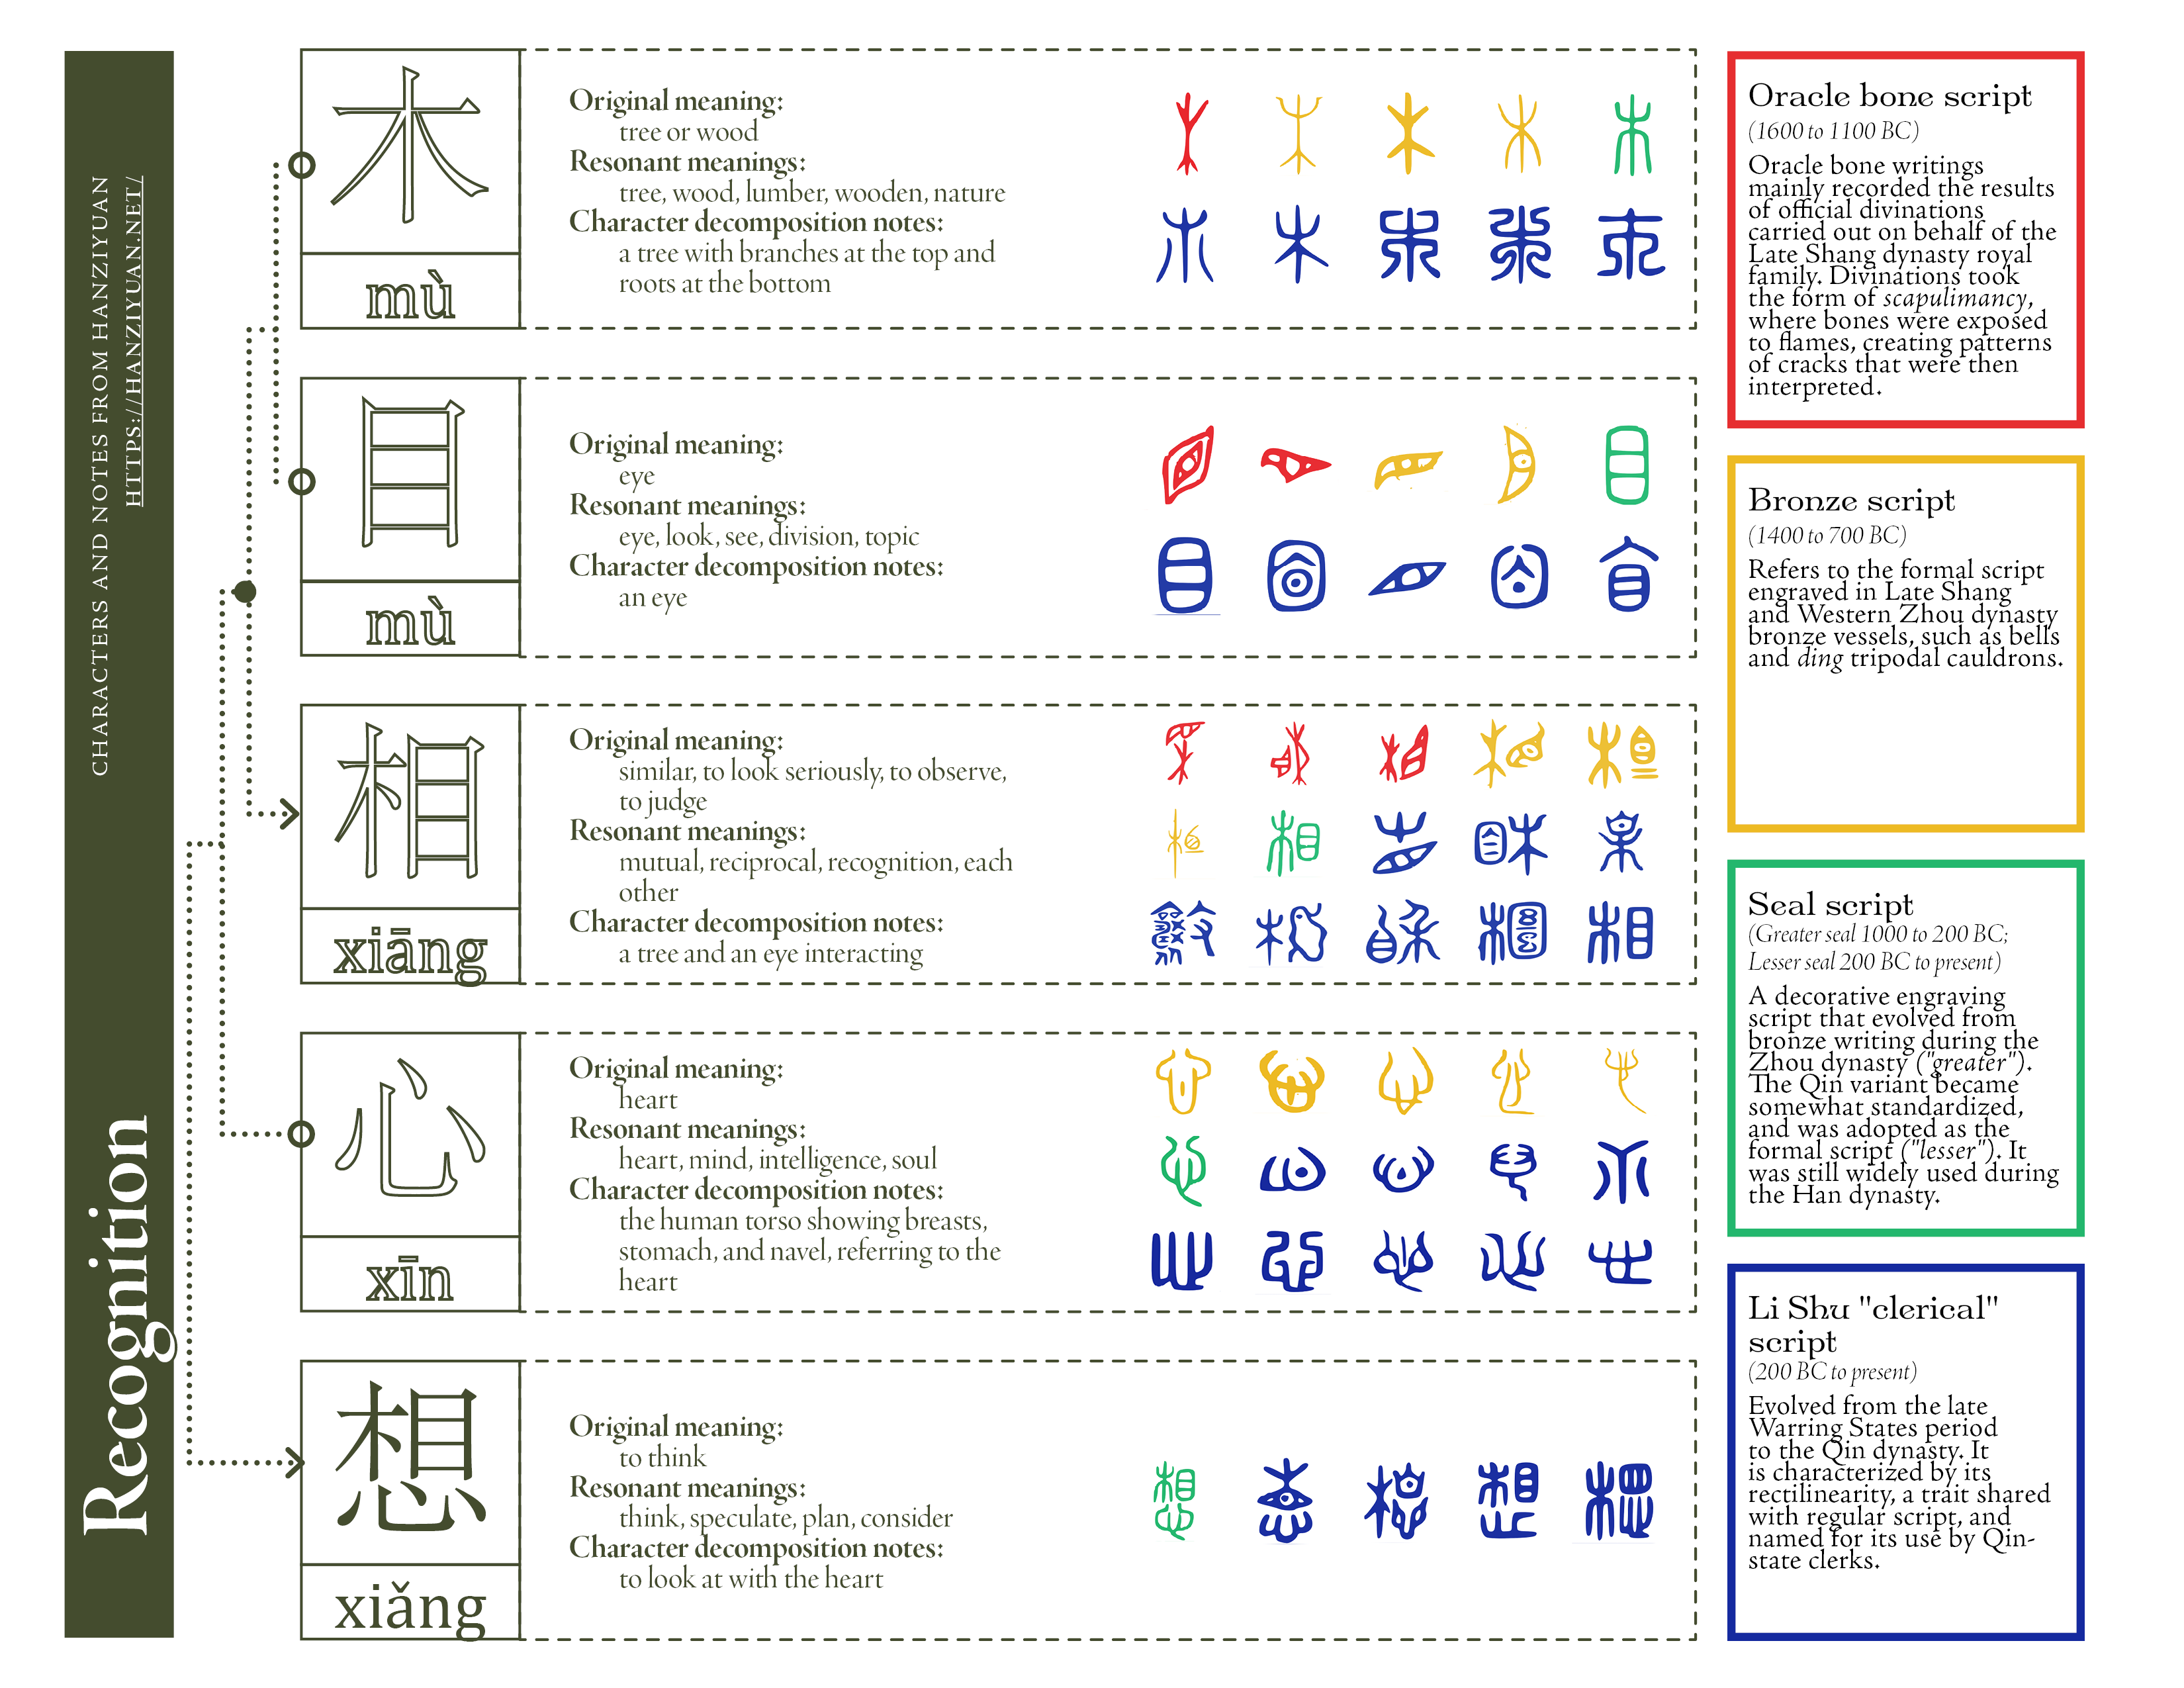 Recognition
CHARACTERS AND NOTES FROM HANZIYUAN
HTTPS://HANZIYUAN.NET/
木
mù
Original meaning:
tree or wood
Resonant meanings:
tree, wood, lumber, wooden, nature
Character decomposition notes:
a tree with branches at the top and
roots at the bottom
目
mù
Original meaning:
eye
Resonant meanings:
eye, look, see, division, topic
Character decomposition notes:
an eye
相
xiāng
Original meaning:
similar, to look seriously, to observe,
to judge
Resonant meanings:
mutual, reciprocal, recognition, each
other
Character decomposition notes:
a tree and an eye interacting
心
xīn
Original meaning:
heart
Resonant meanings:
heart, mind, intelligence, soul
Character decomposition notes:
the human torso showing breasts,
stomach, and navel, referring to the
heart
想
xiǎng
Original meaning:
to think
Resonant meanings:
think, speculate, plan, consider
Character decomposition notes:
to look at with the heart
Oracle bone script
(1600 to 1100 BC)
Oracle bone writings
mainly recorded the results
of official divinations
carried out on behalf of the
Late Shang dynasty royal
family. Divinations took
the form of scapulimancy,
where bones were exposed
to flames, creating patterns
of cracks that were then
interpreted.
Bronze script
(1400 to 700 BC)
Refers to the formal script
engraved in Late Shang
and Western Zhou dynasty
bronze vessels, such as bells
and ding tripodal cauldrons.
Seal script
(Greater seal 1000 to 200 BC;
Lesser seal 200 BC to present)
A decorative engraving
script that evolved from
bronze writing during the
Zhou dynasty ("greater").
The Qin variant became
somewhat standardized,
and was adopted as the
formal script ("lesser"). It
was still widely used during
the Han dynasty.
Li Shu "clerical"
script
(200 BC to present)
Evolved from the late
Warring States period
to the Qin dynasty. It
is characterized by its
rectilinearity, a trait shared
with regular script, and
named for its use by Qin-
state clerks.